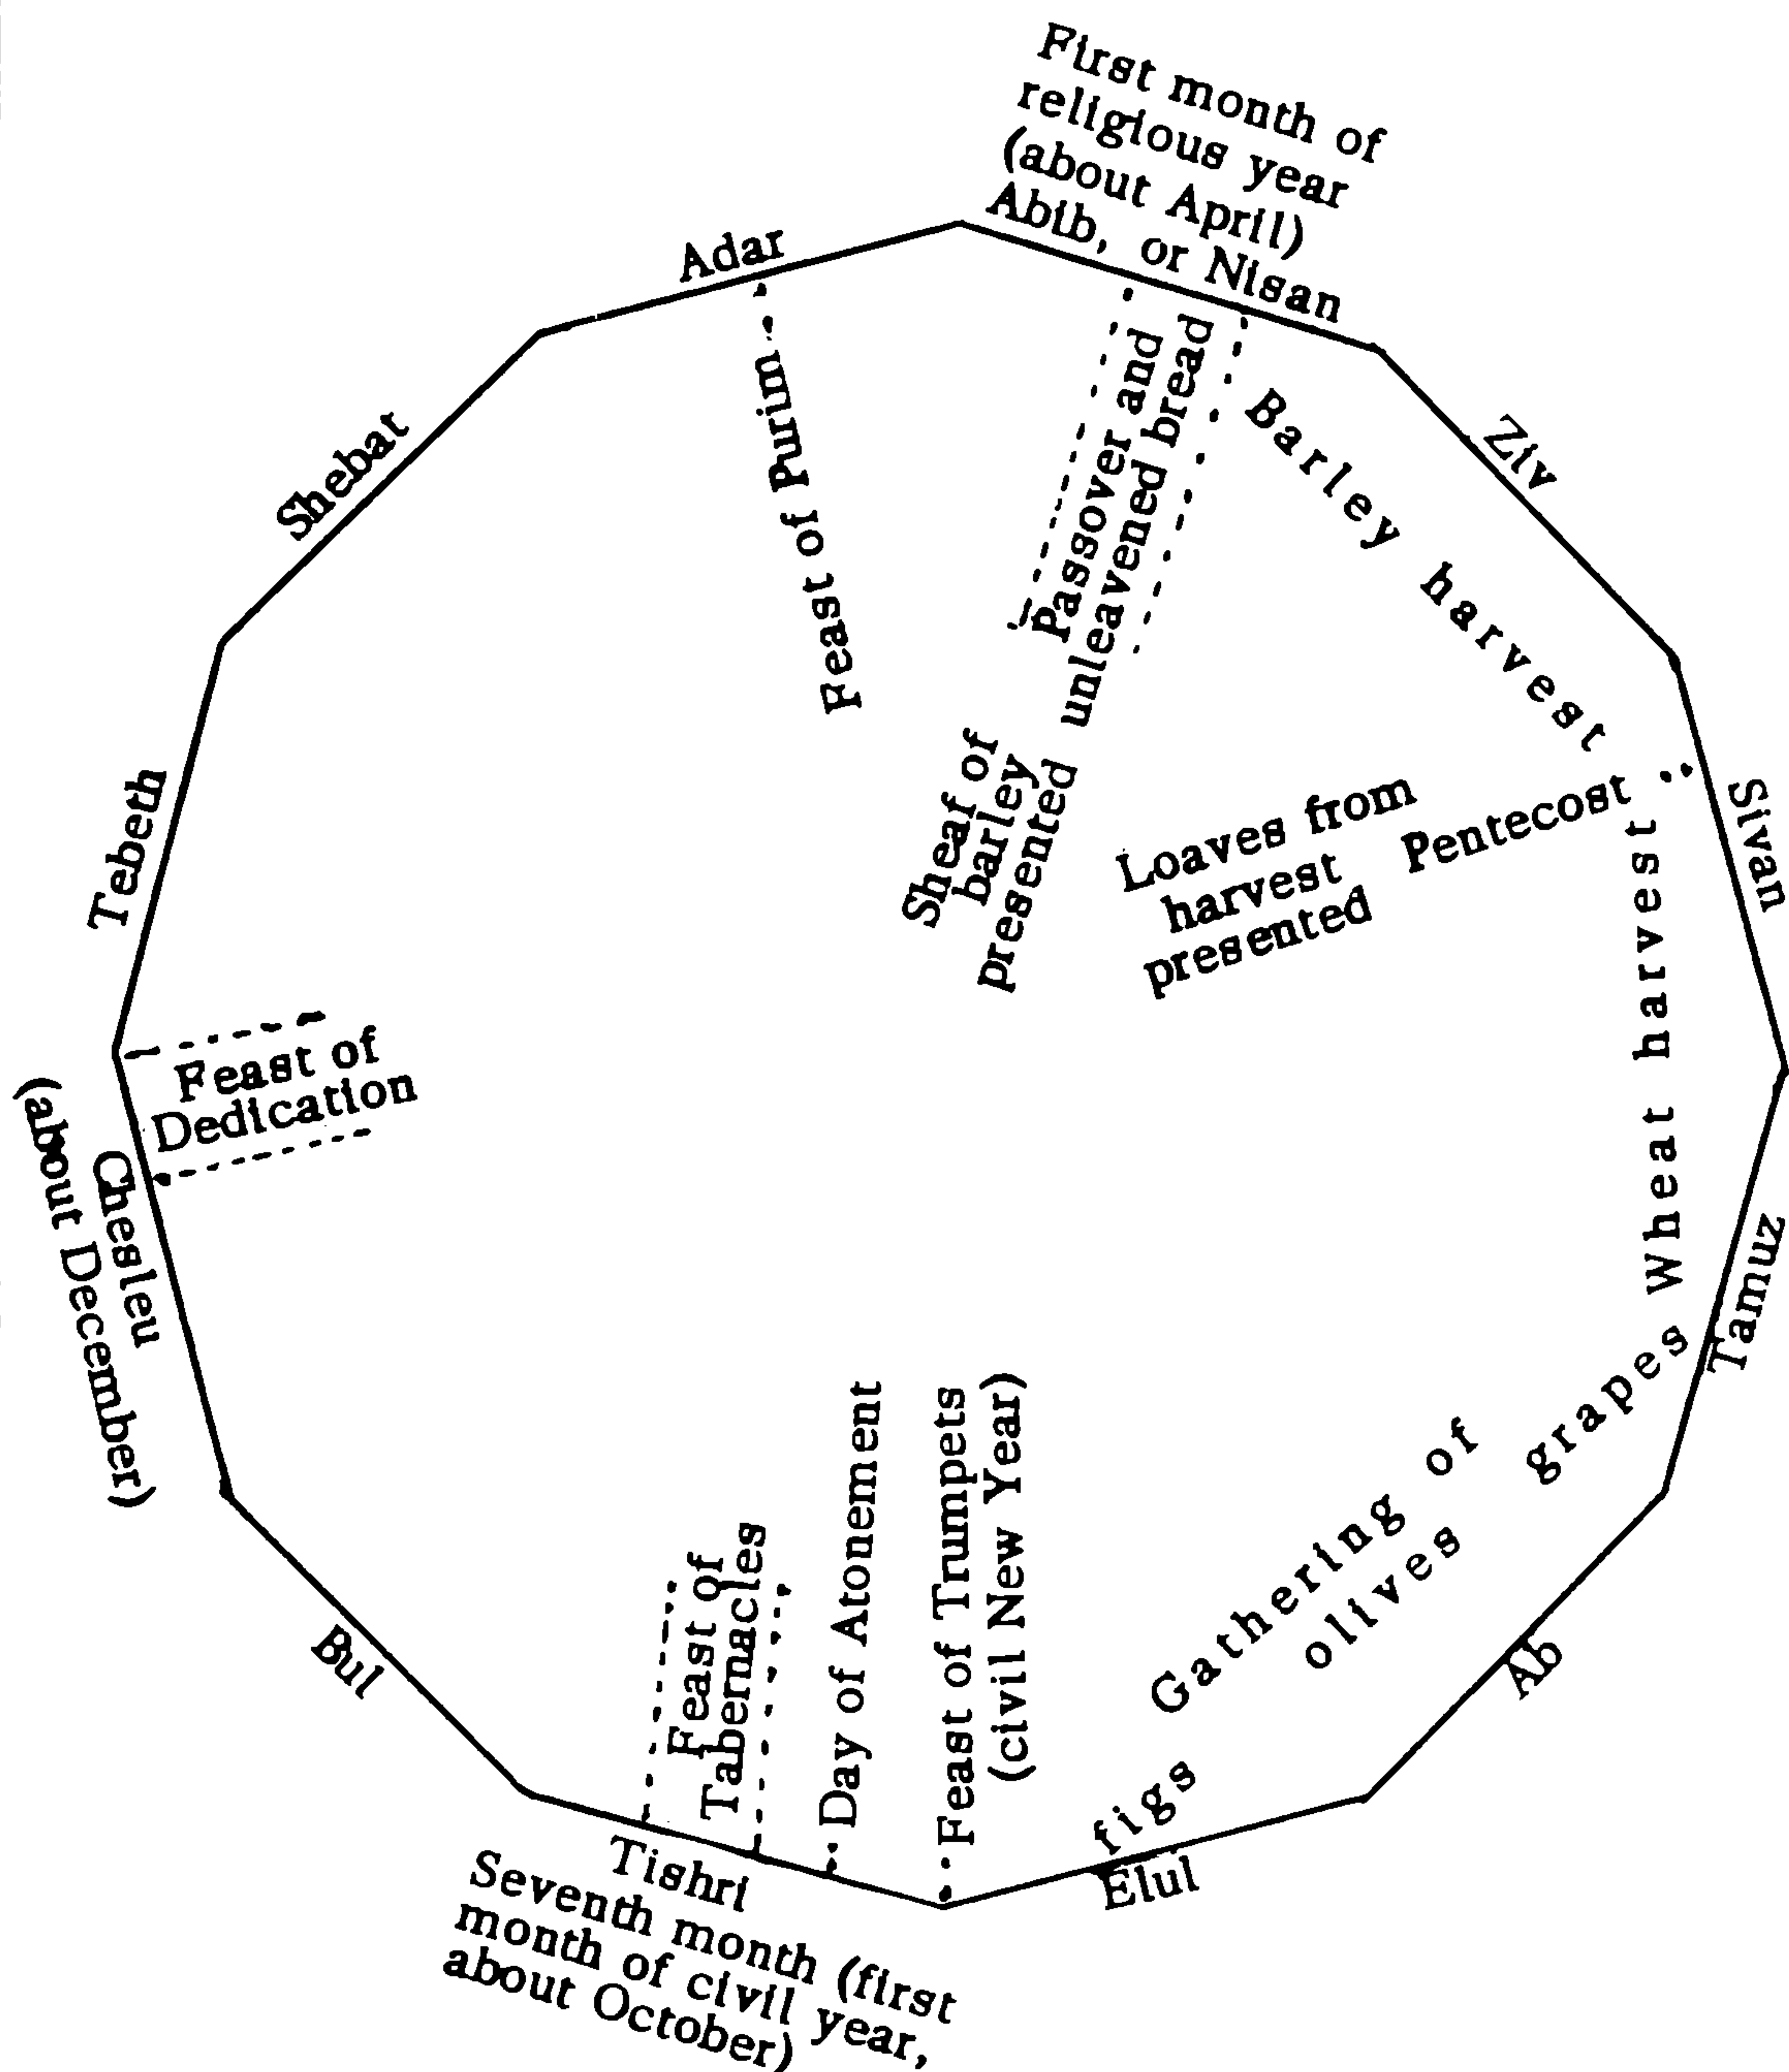 First month of
religious year
(about April)
Abib, or Nisan
Ziv
Sivan
Tamuz
Ab
Elul
Tishri
Seventh month (first
month of civil year,
about October)
Bul
Chesleu
(about December)
Tebeth
Shebat
Adar
Feast of Purim
Passover and
unleavened bread
Sheaf of
barley
presented
Barley harvest
Pentecost
Loaves from
harvest
presented
Wheat harvest
Gathering of grapes
olives
figs
Feast of Trumpets
(civil New Year)
Day of Atonement
Feast of
Tabernacles
Feast of
Dedication